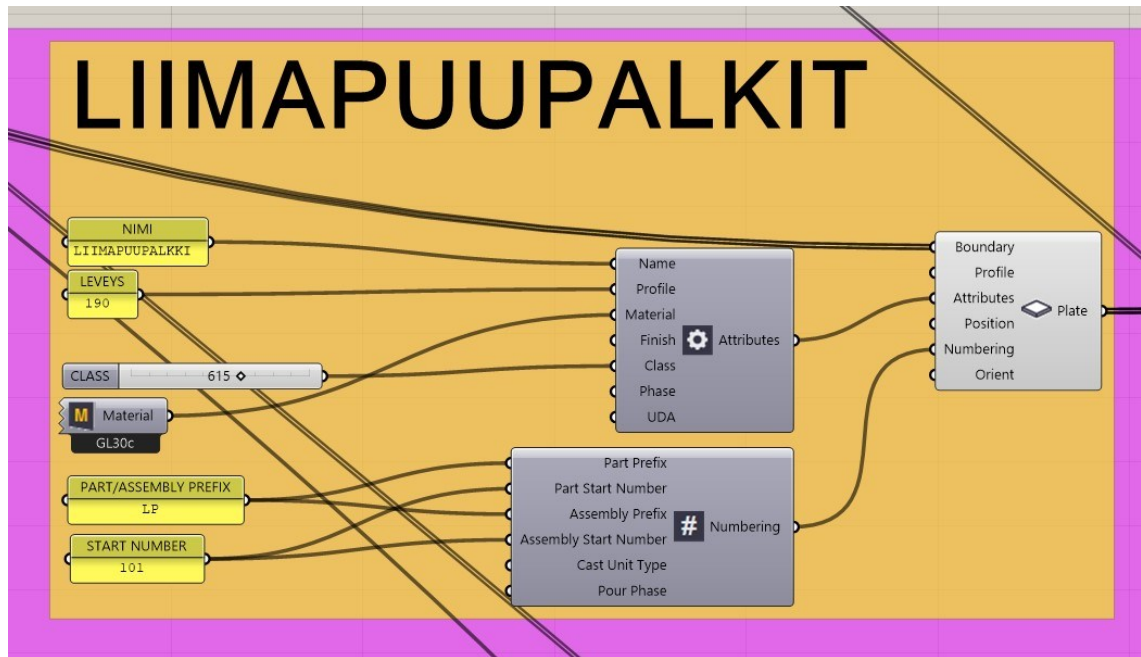 LIIMAPUUPALKIT
NIMI
LIIMAPUUPALKKI
LEVEYS
190
CLASS 615
M Material
GL30c
PART/ASSEMBLY PREFIX
LP
START NUMBER
101
Name
Profile
Material
Finish
Class
Phase
UDA
Attributes
Part Prefix
Part Start Number
Assembly Prefix
Assembly Start Number
Cast Unit Type
Pour Phase
# Numbering
Boundary
Profile
Attributes
Position
Numbering
Orient
Plate